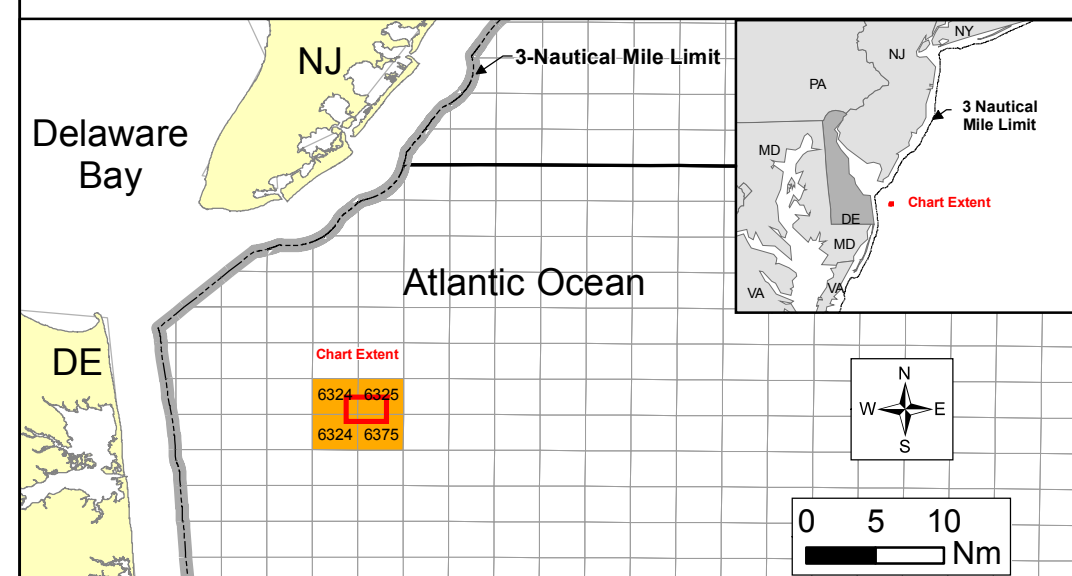 NJ
3-Nautical Mile Limit
Delaware
Bay
Atlantic Ocean
DE
Chart Extent
6324 6325
6324 6375
NY
NJ
PA
3 Nautical
Mile Limit
MD
Chart Extent
DE
MD
VA
VA
N
W E
S
0 5 10
Nm